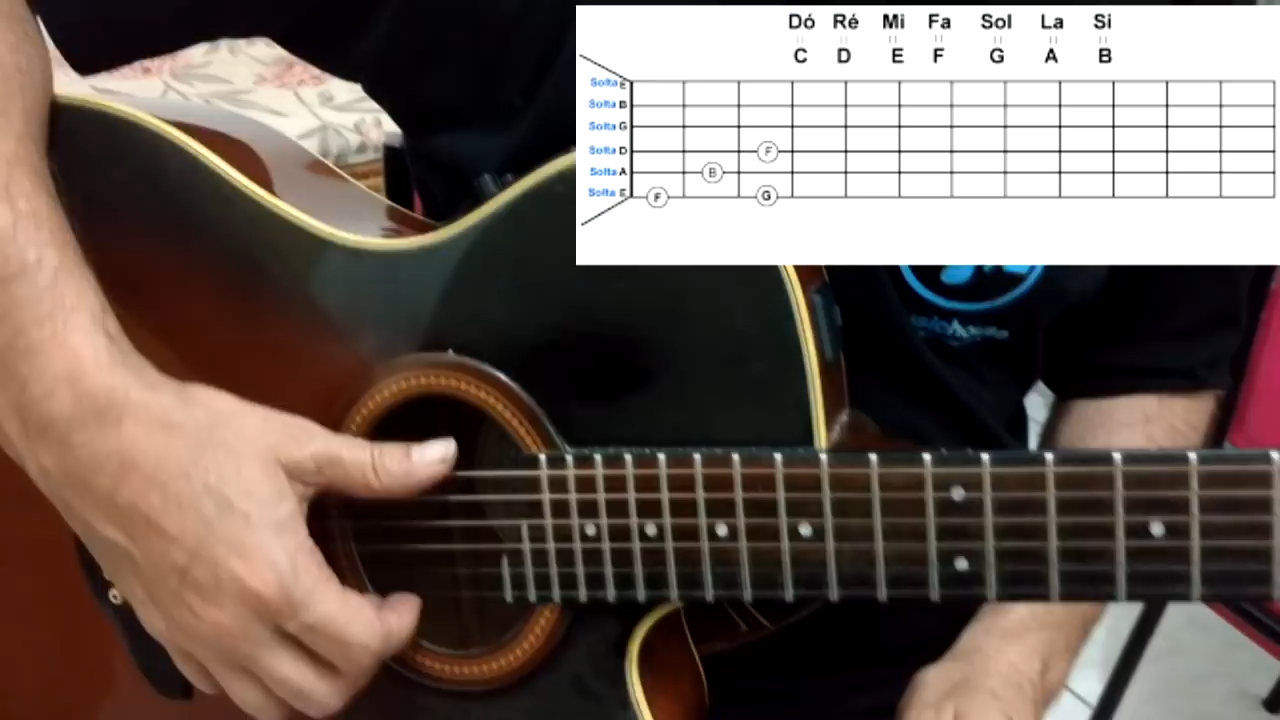 Dó Ré Mi Fa Sol La Si
C D E F G A B
Solta E
Solta B
Solta G
Solta D F
Solta A B
Solta E F G